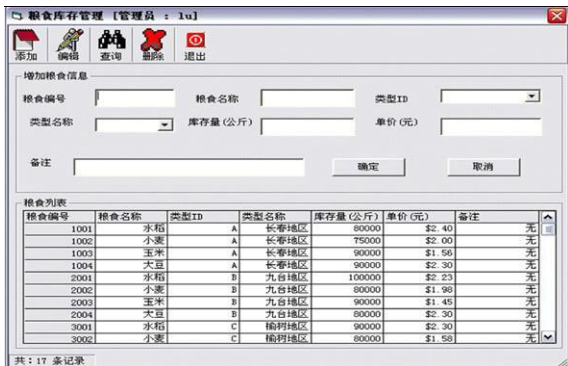 粮食库存管理 [管理员 : lu]
添加 编辑 查询 删除 退出
增加粮食信息
粮食编号 粮食名称 类型ID
类型名称 库存量(公斤) 单价(元)
备注 确定 取消
粮食列表
粮食编号 粮食名称 类型ID 类型名称 库存量(公斤) 单价(元) 备注
1001 水稻 A 长春地区 80000 $2.40 无
1002 小麦 A 长春地区 75000 $2.00 无
1003 玉米 A 长春地区 90000 $1.56 无
1004 大豆 A 长春地区 90000 $2.30 无
2001 水稻 B 九台地区 100000 $2.23 无
2002 小麦 B 九台地区 80000 $1.98 无
2003 玉米 B 九台地区 90000 $1.45 无
2004 大豆 B 九台地区 80000 $2.30 无
3001 水稻 C 榆树地区 90000 $2.30 无
3002 小麦 C 榆树地区 80000 $1.58 无
共：17 条记录